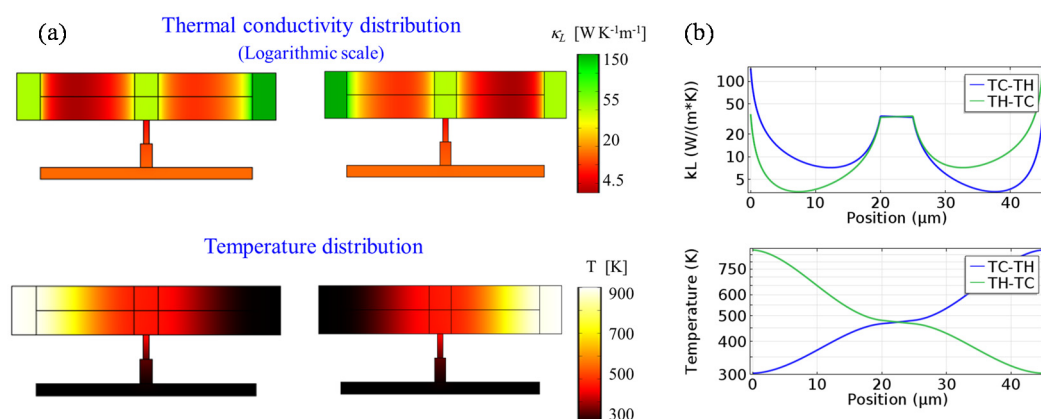 (a)
Thermal conductivity distribution
(Logarithmic scale)
κL [W K⁻¹m⁻¹]
150
55
20
4.5
Temperature distribution
T [K]
900
700
500
300
(b)
kL (W/(m*K))
100
50
20
10
5
TC-TH
TH-TC
0 10 20 30 40
Position (µm)
Temperature (K)
750
600
500
400
300
TC-TH
TH-TC
0 10 20 30 40
Position (µm)